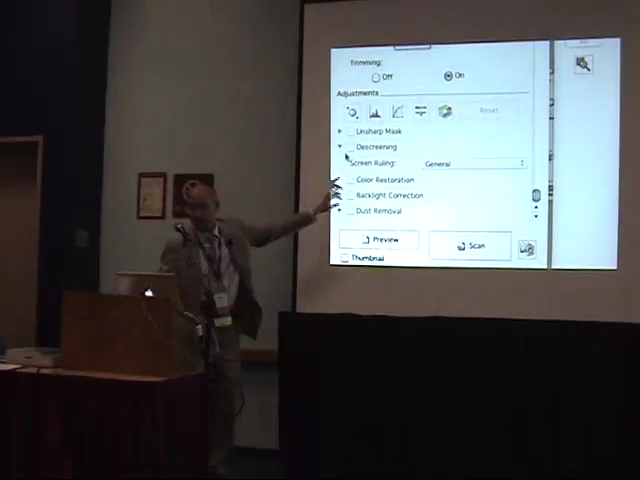 Trimming:
Off On
Adjustments
Reset
Unsharp Mask
Descreening
Screen Ruling: General
Color Restoration
Backlight Correction
Dust Removal
Preview Scan
Thumbnail